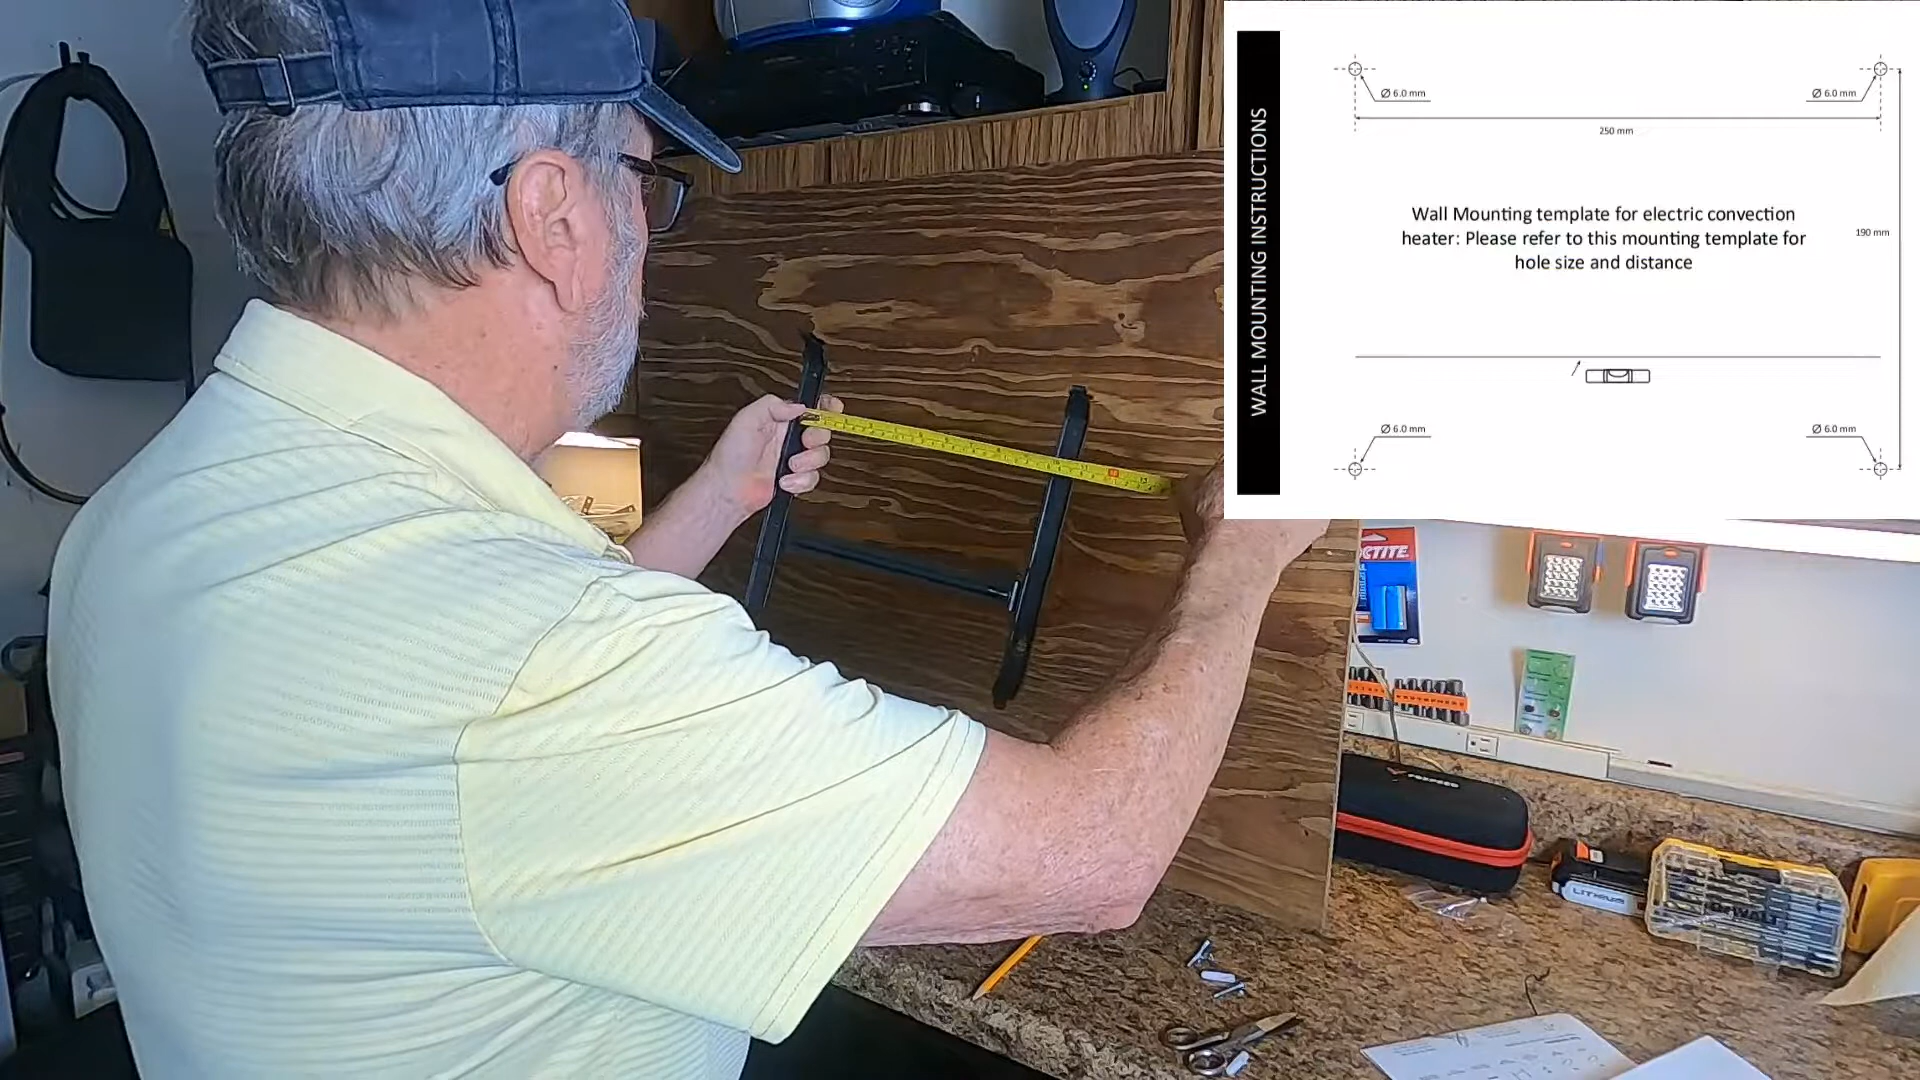 WALL MOUNTING INSTRUCTIONS
Ø 6.0 mm
Ø 6.0 mm
250 mm
Wall Mounting template for electric convection
heater: Please refer to this mounting template for
hole size and distance
190 mm
Ø 6.0 mm
Ø 6.0 mm
CTITE
LITHIUM
DEWALT